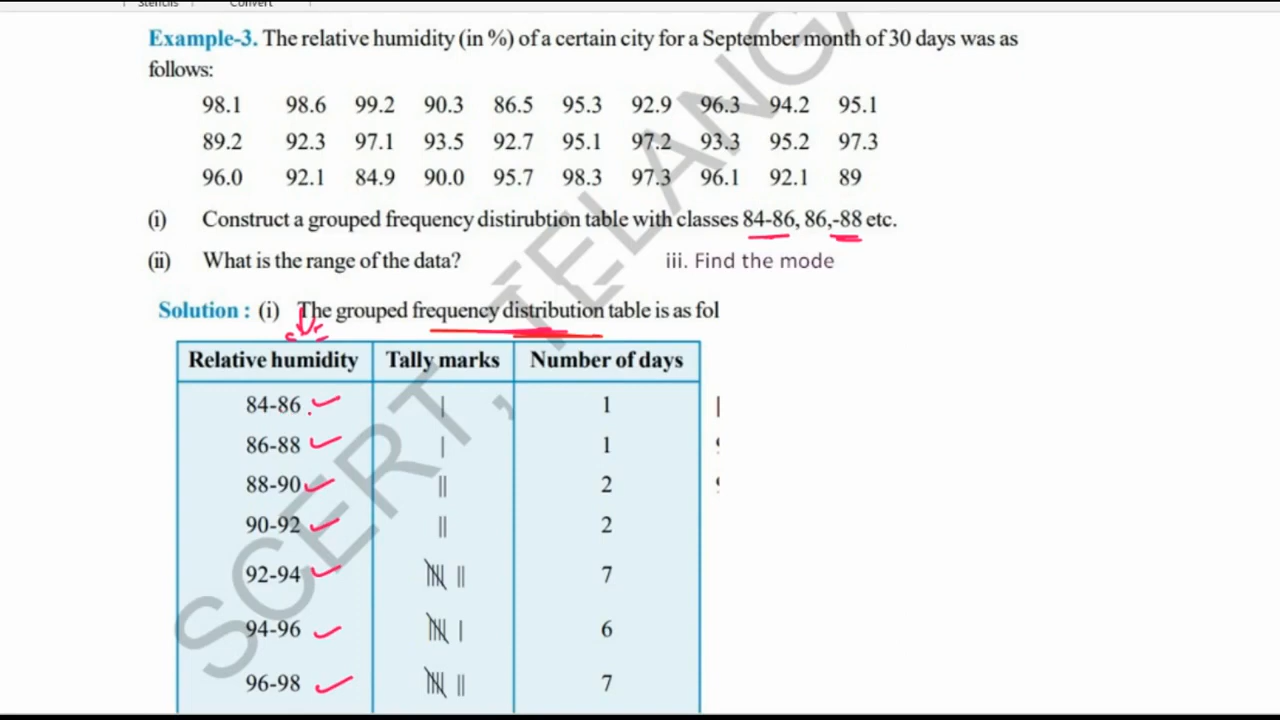 Stencils Convert
Example-3. The relative humidity (in %) of a certain city for a September month of 30 days was as
follows:
98.1 98.6 99.2 90.3 86.5 95.3 92.9 96.3 94.2 95.1
89.2 92.3 97.1 93.5 92.7 95.1 97.2 93.3 95.2 97.3
96.0 92.1 84.9 90.0 95.7 98.3 97.3 96.1 92.1 89
(i) Construct a grouped frequency distirubtion table with classes 84-86, 86,-88 etc.
(ii) What is the range of the data? iii. Find the mode
Solution : (i) The grouped frequency distribution table is as fol
Relative humidity Tally marks Number of days
84-86 | 1
86-88 | 1
88-90 || 2
90-92 || 2
92-94 |||| || 7
94-96 |||| | 6
96-98 |||| || 7
SCERT, TELANGA